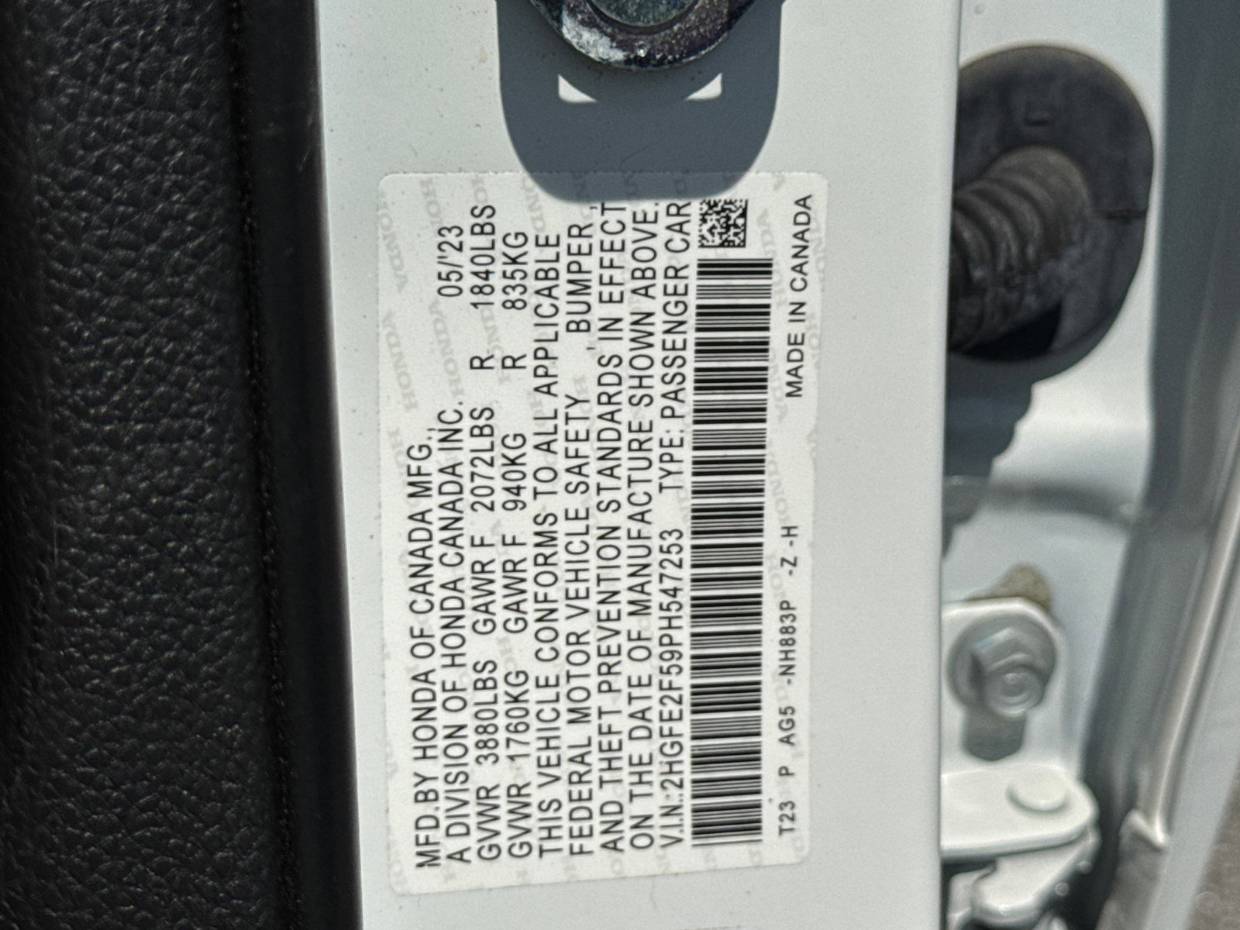 MFD.BY HONDA OF CANADA MFG.,
A DIVISION OF HONDA CANADA INC. 05/'23
GVWR 3880LBS GAWR F 2072LBS R 1840LBS
GVWR 1760KG GAWR F 940KG R 835KG
THIS VEHICLE CONFORMS TO ALL APPLICABLE
FEDERAL MOTOR VEHICLE SAFETY , BUMPER,
AND THEFT PREVENTION STANDARDS IN EFFECT
ON THE DATE OF MANUFACTURE SHOWN ABOVE.
V.I.N.:2HGFE2F59PH547253 TYPE:PASSENGER CAR
T23 P AG5 -NH883P -Z -H MADE IN CANADA